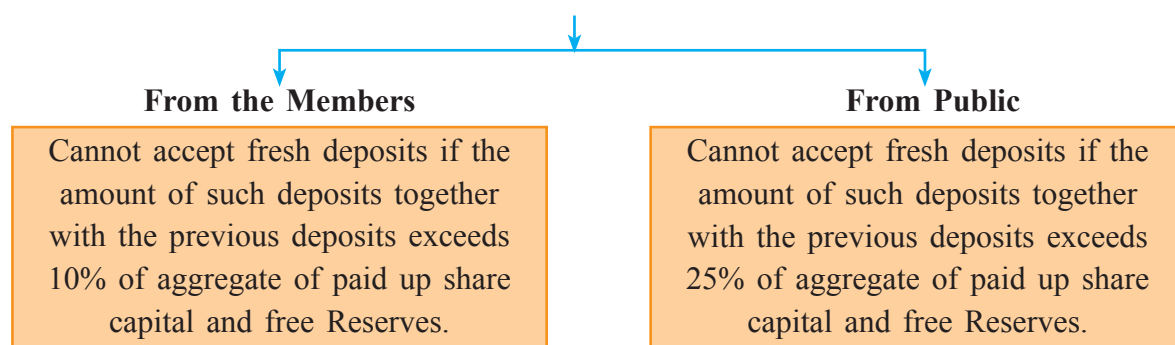 From the Members
Cannot accept fresh deposits if the
amount of such deposits together
with the previous deposits exceeds
10% of aggregate of paid up share
capital and free Reserves.
From Public
Cannot accept fresh deposits if the
amount of such deposits together
with the previous deposits exceeds
25% of aggregate of paid up share
capital and free Reserves.